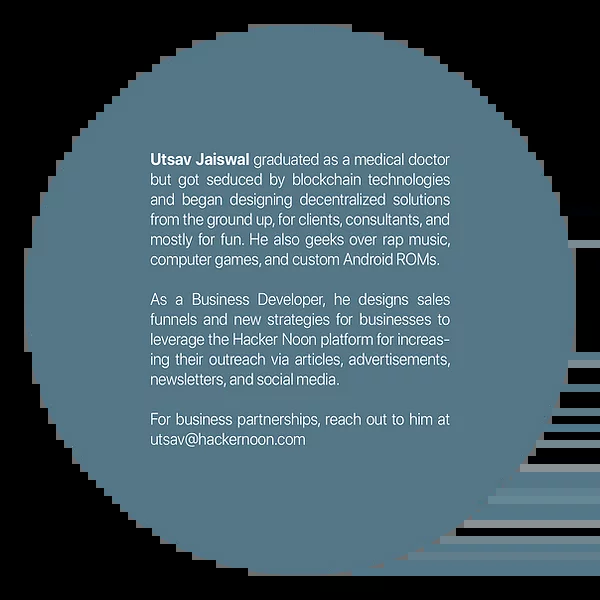 Utsav Jaiswal graduated as a medical doctor
but got seduced by blockchain technologies
and began designing decentralized solutions
from the ground up, for clients, consultants, and
mostly for fun. He also geeks over rap music,
computer games, and custom Android ROMs.
As a Business Developer, he designs sales
funnels and new strategies for businesses to
leverage the Hacker Noon platform for increas-
ing their outreach via articles, advertisements,
newsletters, and social media.
For business partnerships, reach out to him at
utsav@hackernoon.com